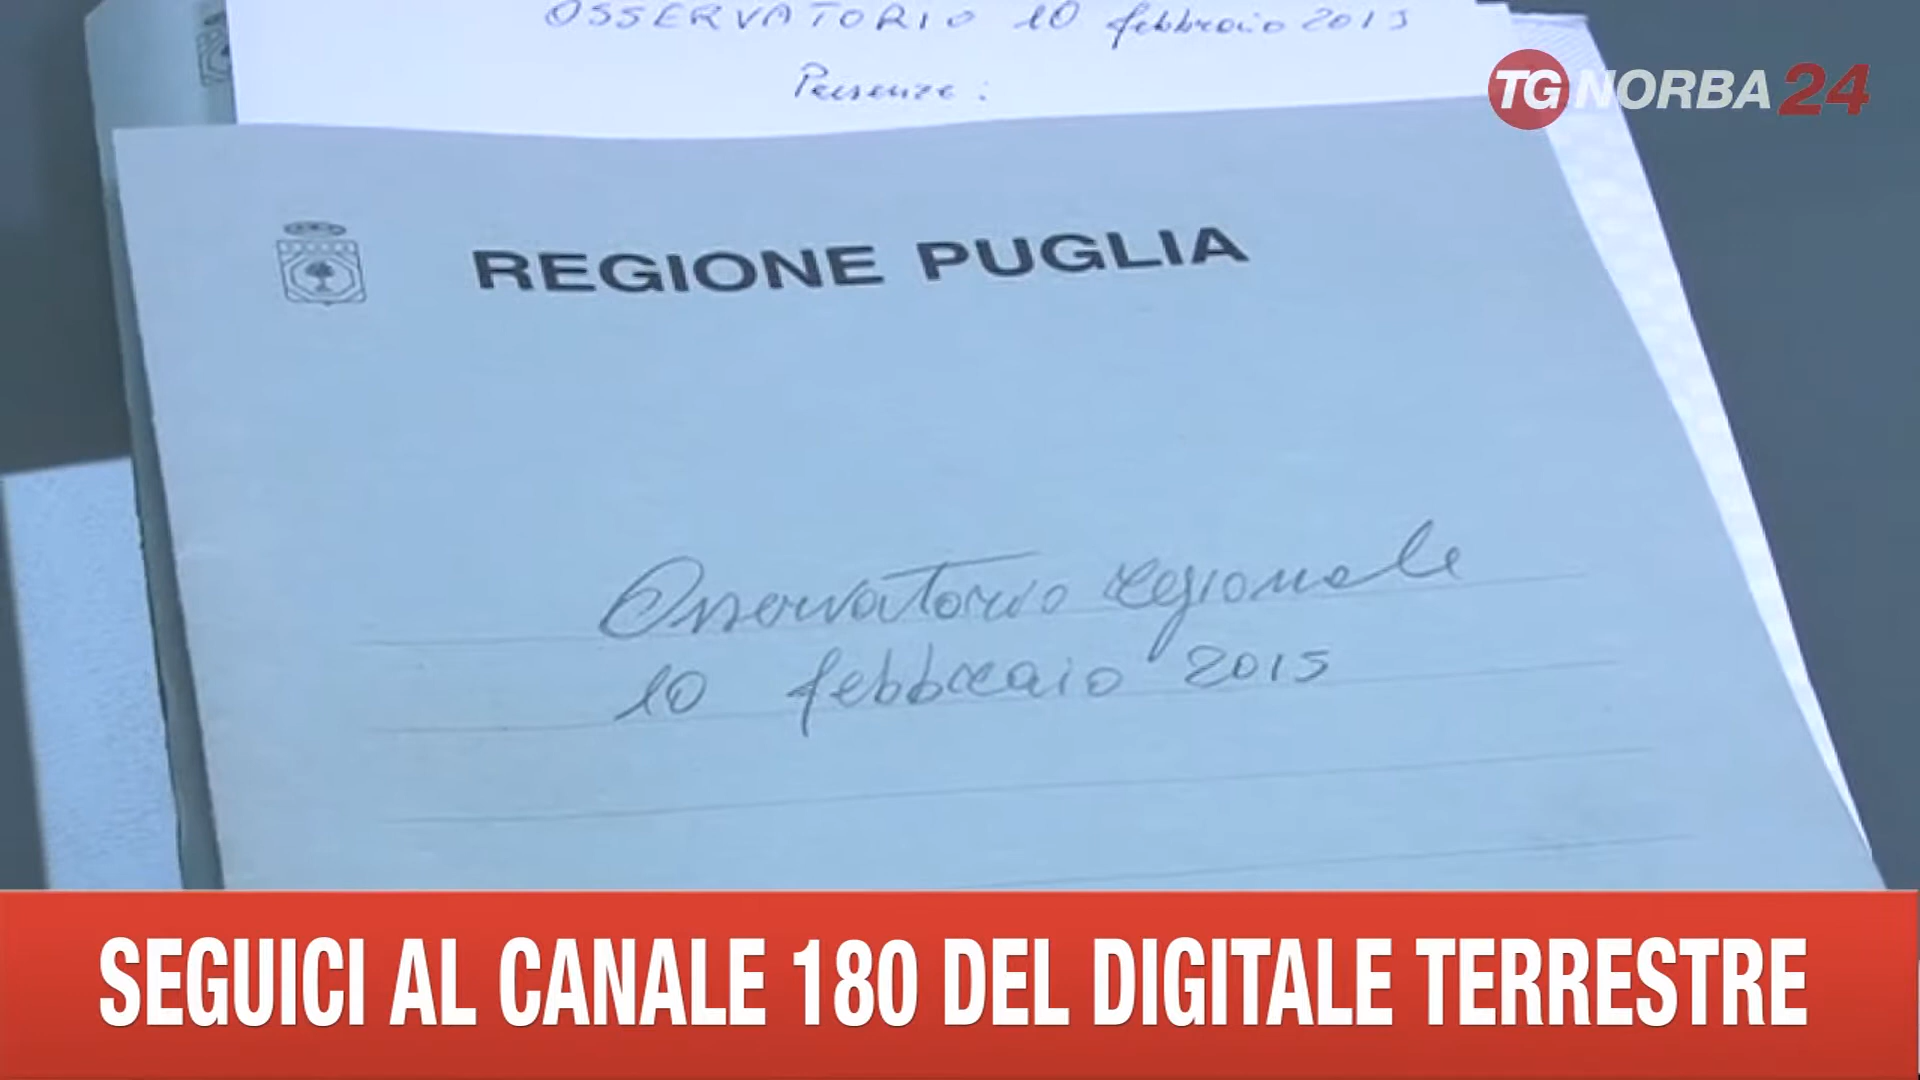 OSSERVATORIO 10 febbraio 2015
Presenze:
TG NORBA 24
REGIONE PUGLIA
Osservatorio regionale
10 febbraio 2015
SEGUICI AL CANALE 180 DEL DIGITALE TERRESTRE